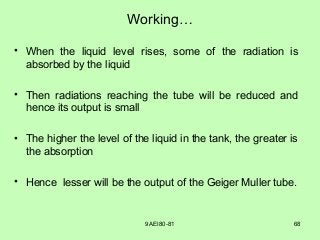 Working…
• When the liquid level rises, some of the radiation is
absorbed by the liquid
• Then radiations reaching the tube will be reduced and
hence its output is small
• The higher the level of the liquid in the tank, the greater is
the absorption
• Hence lesser will be the output of the Geiger Muller tube.
9AEI80-81
68